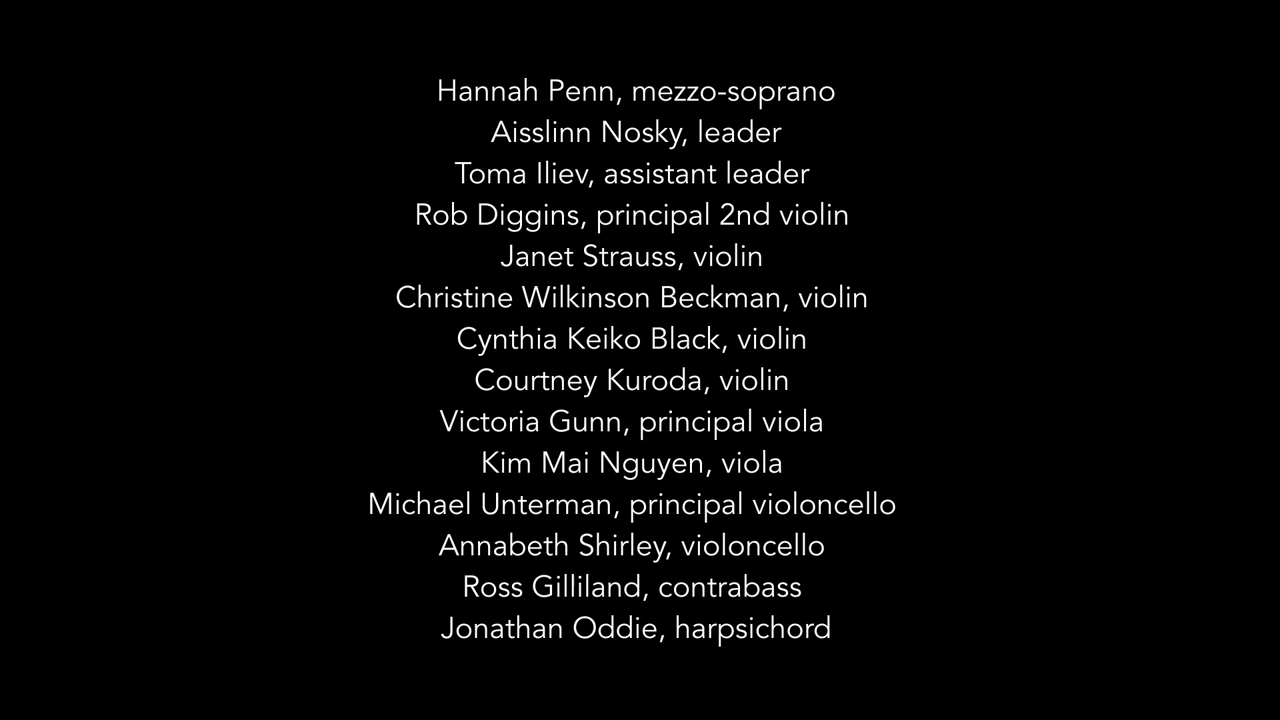 Hannah Penn, mezzo-soprano
Aisslinn Nosky, leader
Toma Iliev, assistant leader
Rob Diggins, principal 2nd violin
Janet Strauss, violin
Christine Wilkinson Beckman, violin
Cynthia Keiko Black, violin
Courtney Kuroda, violin
Victoria Gunn, principal viola
Kim Mai Nguyen, viola
Michael Unterman, principal violoncello
Annabeth Shirley, violoncello
Ross Gilliland, contrabass
Jonathan Oddie, harpsichord